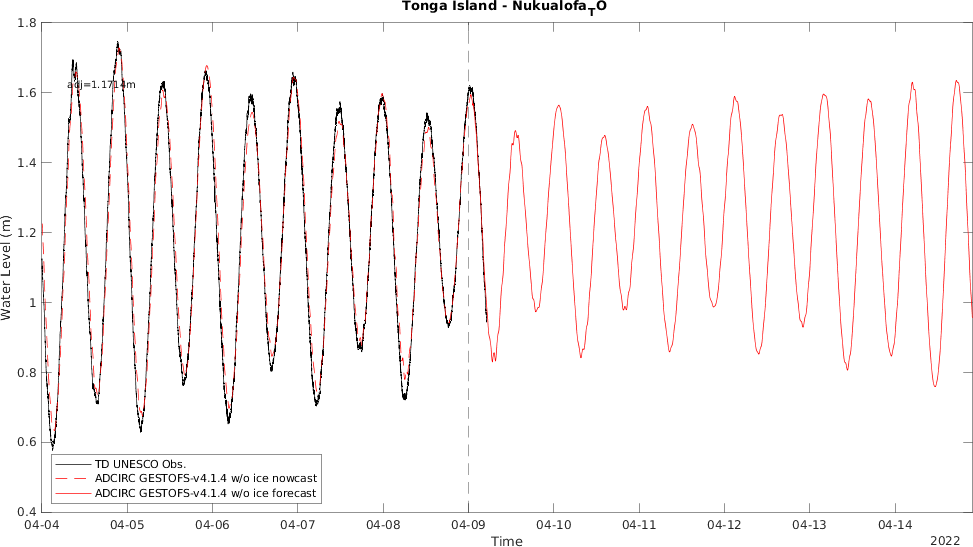 Tonga Island - NukualofaTO
1.8
1.6
1.4
1.2
1
0.8
0.6
0.4
Water Level (m)
adj=1.1714m
TD UNESCO Obs.
ADCIRC GESTOFS-v4.1.4 w/o ice nowcast
ADCIRC GESTOFS-v4.1.4 w/o ice forecast
04-04 04-05 04-06 04-07 04-08 04-09 04-10 04-11 04-12 04-13 04-14
Time
2022